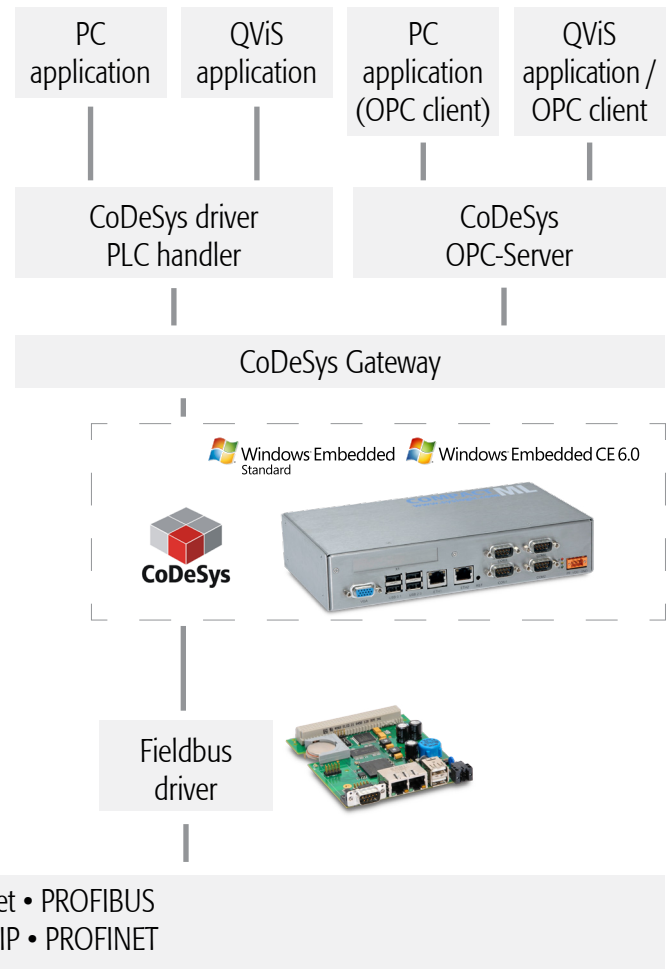 PC
application
QViS
application
PC
application
(OPC client)
QViS
application /
OPC client
CoDeSys driver
PLC handler
CoDeSys
OPC-Server
CoDeSys Gateway
Windows Embedded
Standard
Windows Embedded CE 6.0
ML
CoDeSys
Fieldbus
driver
et • PROFIBUS
IP • PROFINET